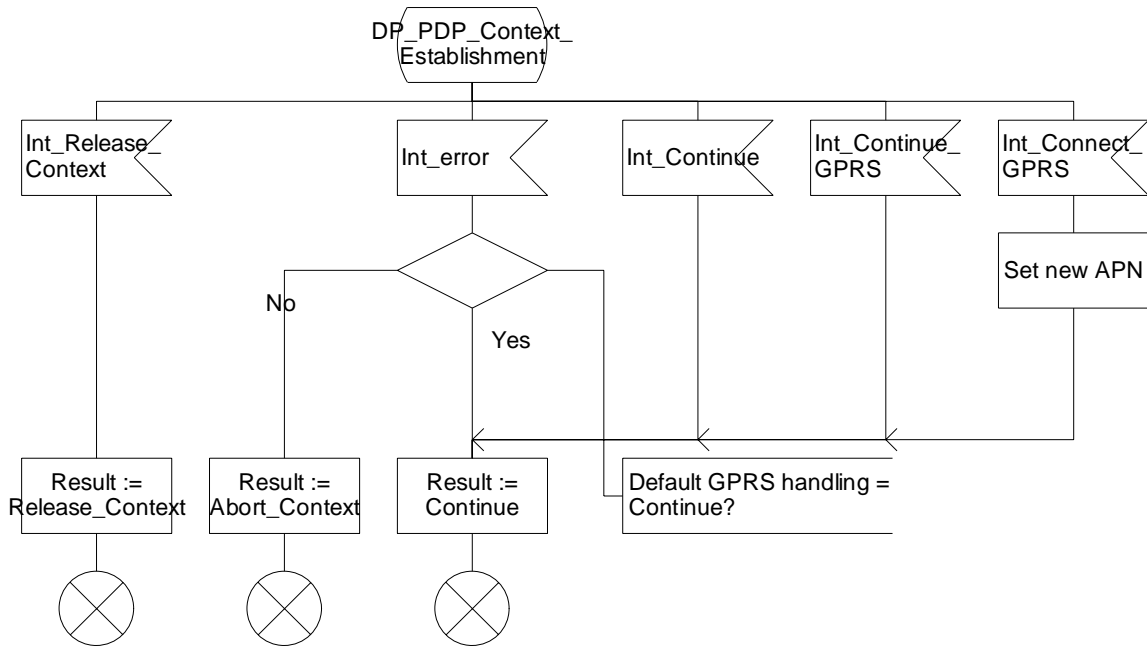 DP_PDP_Context_
Establishment
Int_Release_
Context
Int_error
Int_Continue
Int_Continue_
GPRS
Int_Connect_
GPRS
Set new APN
No
Yes
Result :=
Release_Context
Result :=
Abort_Context
Result :=
Continue
Default GPRS handling =
Continue?